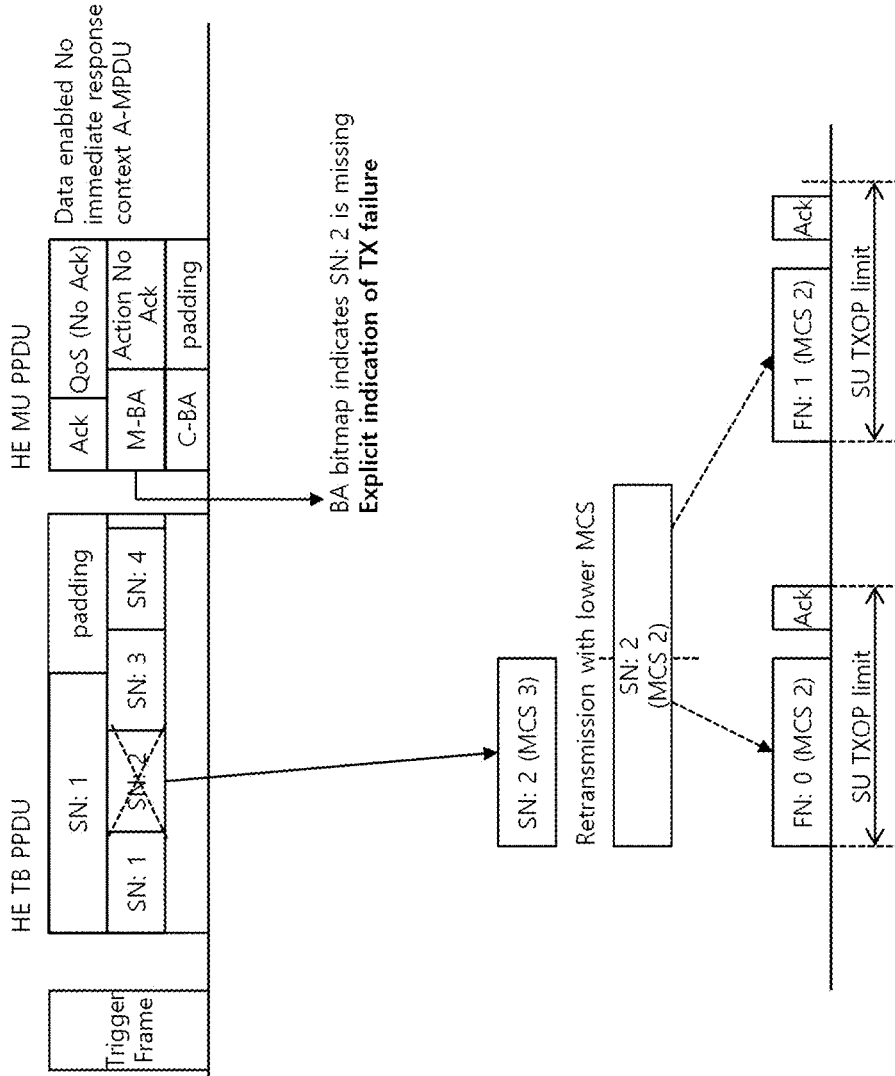 HE TB PPDU
HE MU PPDU
Trigger
Frame
SN: 1
padding
SN: 1
SN: 2
SN: 3
SN: 4
Ack
QoS (No Ack)
M-BA
Action No
Ack
C-BA
padding
Data enabled No
immediate response
context A-MPDU
BA bitmap indicates SN: 2 is missing
Explicit indication of TX failure
SN: 2 (MCS 3)
Retransmission with lower MCS
SN: 2
(MCS 2)
FN: 0 (MCS 2)
Ack
FN: 1 (MCS 2)
Ack
SU TXOP limit
SU TXOP limit